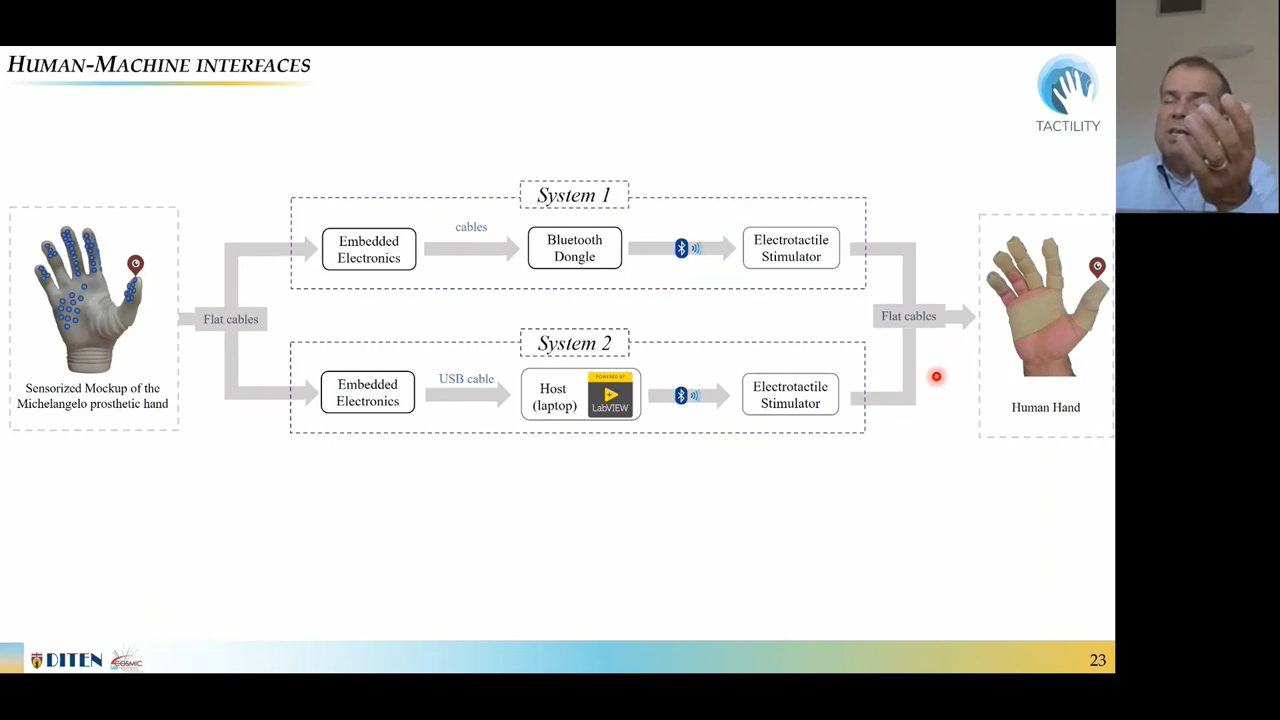 HUMAN-MACHINE INTERFACES
TACTILITY
System 1
cables
Embedded
Electronics
Bluetooth
Dongle
Electrotactile
Stimulator
Flat cables
Flat cables
System 2
USB cable
Embedded
Electronics
Host
(laptop)
POWERED BY
LabVIEW
Electrotactile
Stimulator
Sensorized Mockup of the
Michelangelo prosthetic hand
Human Hand
DITEN
COSMIC
23